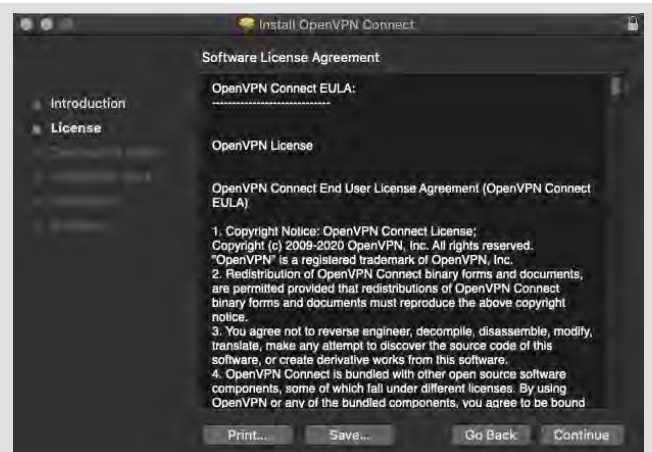 Install OpenVPN Connect
Software License Agreement
Introduction
License
OpenVPN Connect EULA:
-----------------------------
OpenVPN License
OpenVPN Connect End User License Agreement (OpenVPN Connect
EULA)
1. Copyright Notice: OpenVPN Connect License;
Copyright (c) 2009-2020 OpenVPN, Inc. All rights reserved.
"OpenVPN" is a registered trademark of OpenVPN, Inc.
2. Redistribution of OpenVPN Connect binary forms and documents,
are permitted provided that redistributions of OpenVPN Connect
binary forms and documents must reproduce the above copyright
notice.
3. You agree not to reverse engineer, decompile, disassemble, modify,
translate, make any attempt to discover the source code of this
software, or create derivative works from this software.
4. OpenVPN Connect is bundled with other open source software
components, some of which fall under different licenses. By using
OpenVPN or any of the bundled components, you agree to be bound
Print... Save... Go Back Continue